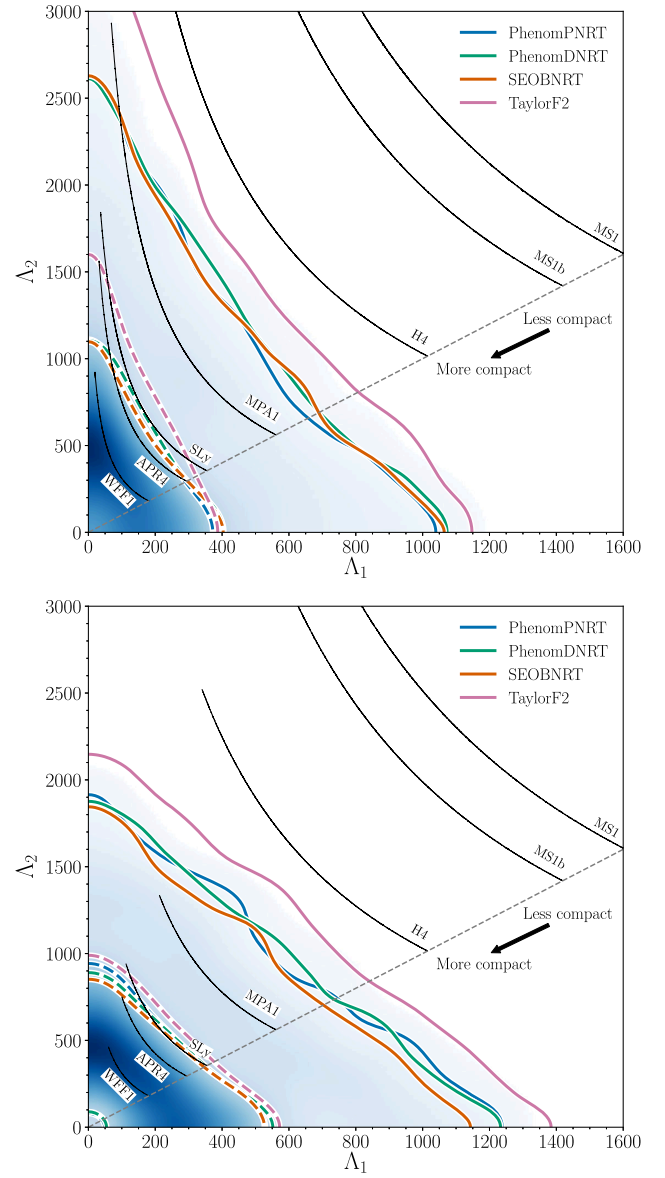 3000
2500
2000
1500
1000
500
0
Λ2
PhenomPNRT
PhenomDNRT
SEOBNRT
TaylorF2
MS1
MS1b
Less compact
H4
More compact
MPA1
SLy
APR4
WFF1
0 200 400 600 800 1000 1200 1400 1600
Λ1
3000
2500
2000
1500
1000
500
0
Λ2
PhenomPNRT
PhenomDNRT
SEOBNRT
TaylorF2
MS1
MS1b
Less compact
H4
More compact
MPA1
SLy
APR4
WFF1
0 200 400 600 800 1000 1200 1400 1600
Λ1